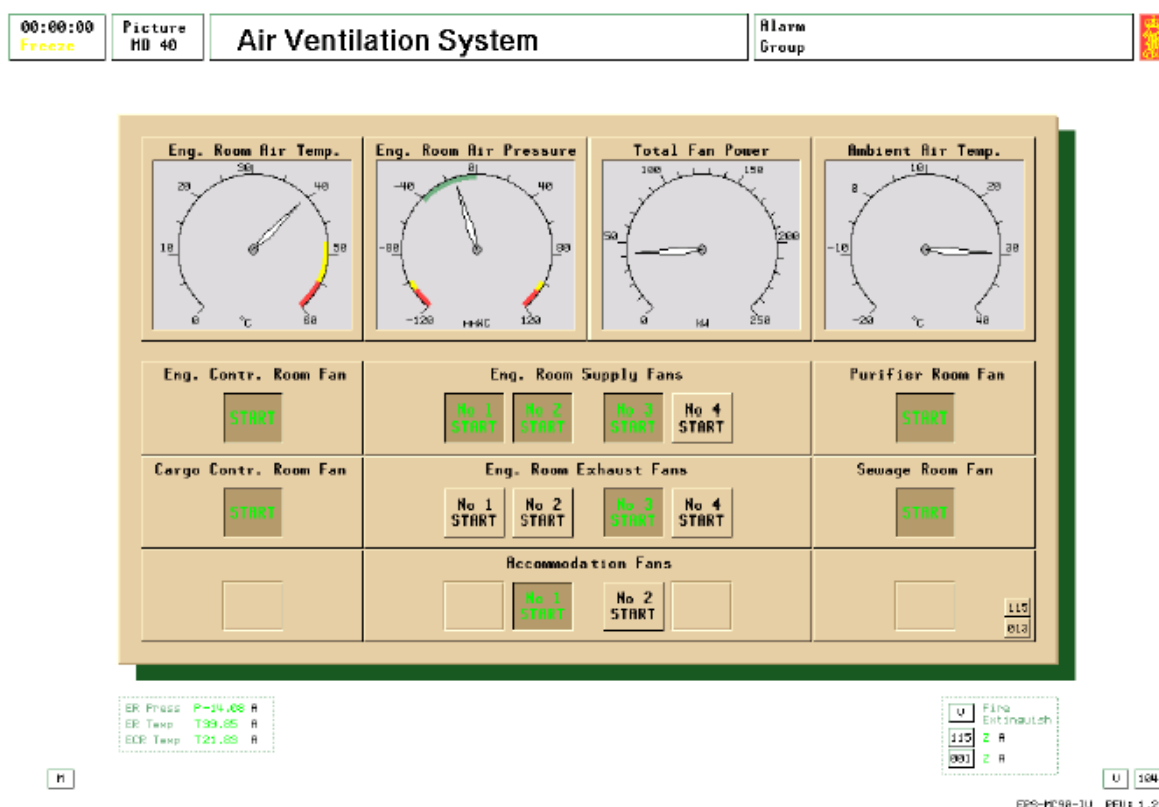 00:00:00
Freeze
Picture
MD 40
Air Ventilation System
Alarm
Group
Eng. Room Air Temp.
Eng. Room Air Pressure
Total Fan Power
Ambient Air Temp.
30
20
40
10
50
0
°C
60
0
-40
40
-80
80
-120
MMWC
120
100
150
50
200
0
kW
250
10
0
20
-10
30
-20
°C
40
Eng. Contr. Room Fan
Eng. Room Supply Fans
Purifier Room Fan
START
No 1
START
No 2
START
No 3
START
No 4
START
START
Cargo Contr. Room Fan
Eng. Room Exhaust Fans
Sewage Room Fan
START
No 1
START
No 2
START
No 3
START
No 4
START
START
Accommodation Fans
No 1
START
No 2
START
115
013
ER Press P-14.08 A
ER Temp T39.85 A
ECR Temp
A
V
Fire
Extinguish
115 Z A
001 Z A
M
V
104